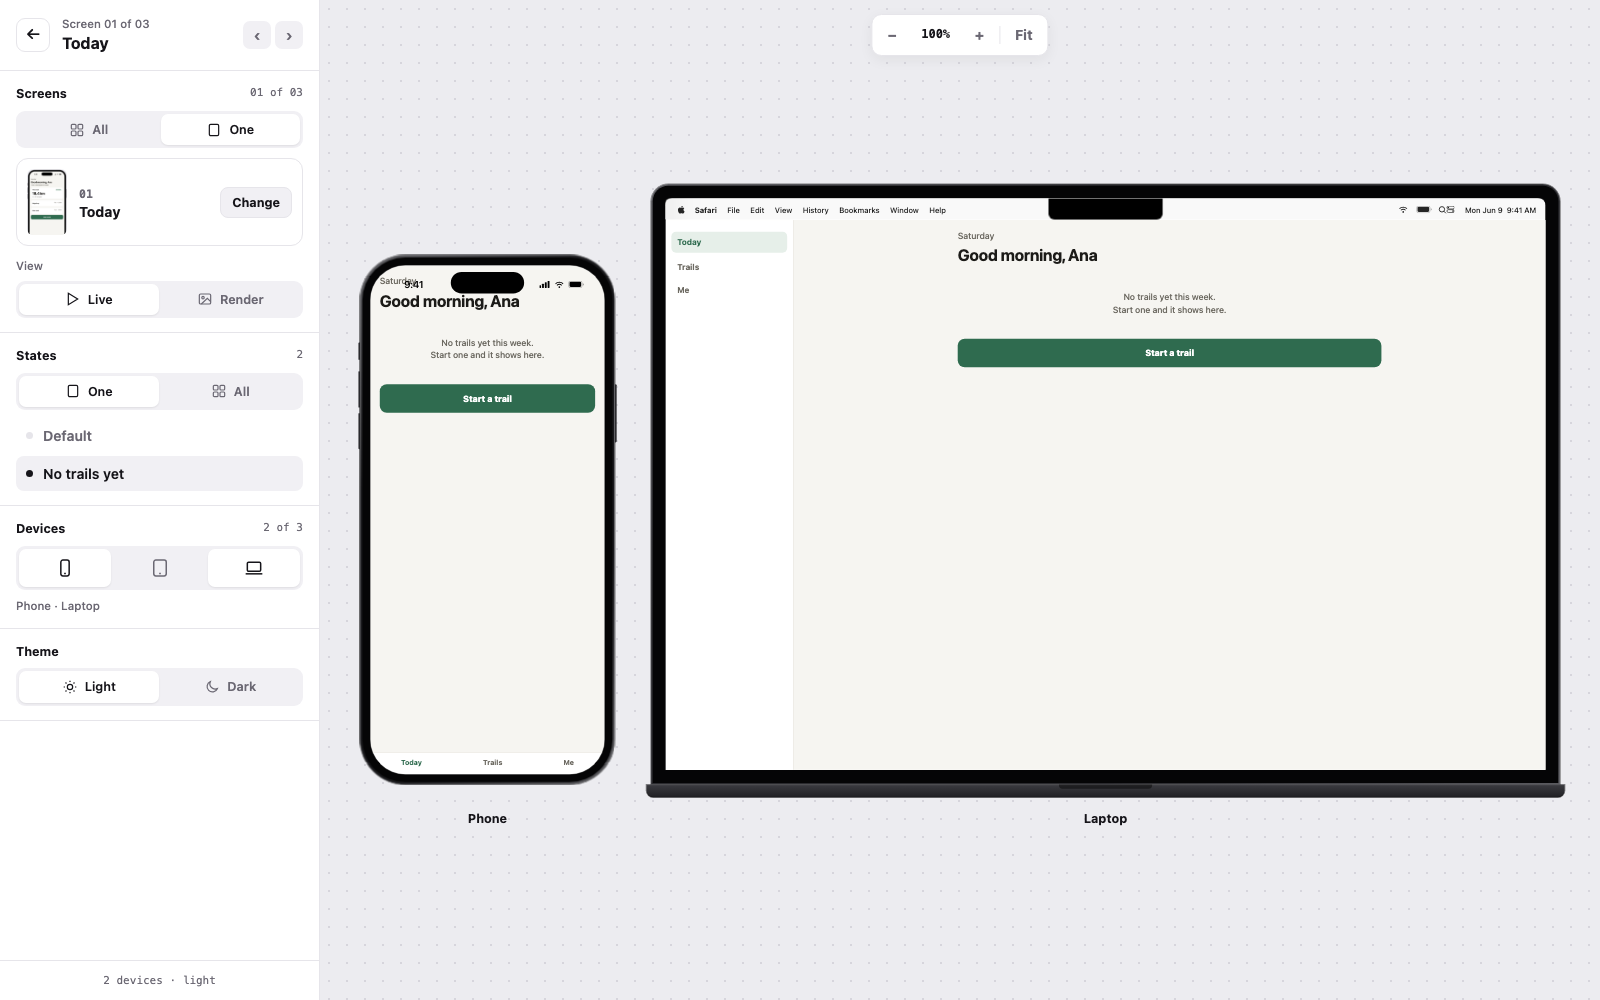 Screen 01 of 03
Today
Screens
01 of 03
All
One
01
Today
Change
View
Live
Render
States
2
One
All
Default
No trails yet
Devices
2 of 3
Phone · Laptop
Theme
Light
Dark
2 devices · light
− 100% + Fit
Saturday
9:41
Good morning, Ana
No trails yet this week.
Start one and it shows here.
Start a trail
Today Trails Me
Phone
Safari File Edit View History Bookmarks Window Help
Mon Jun 9 9:41 AM
Today
Trails
Me
Saturday
Good morning, Ana
No trails yet this week.
Start one and it shows here.
Start a trail
Laptop